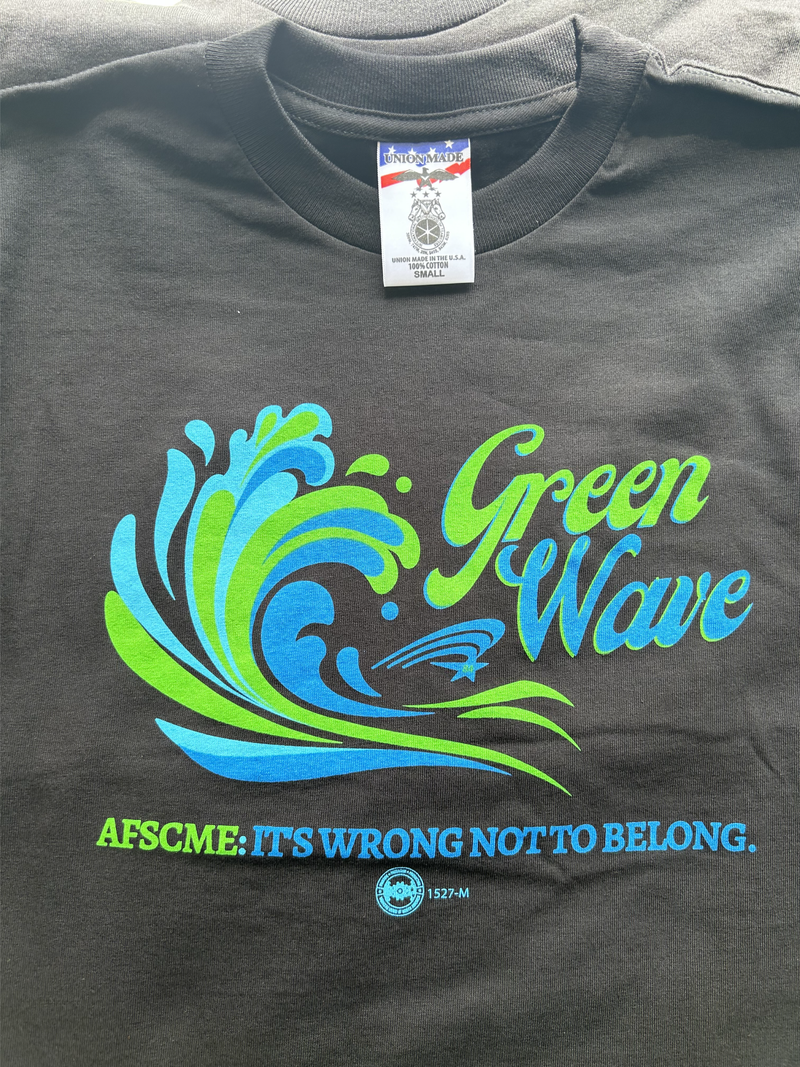 UNION MADE
UNION MADE IN THE U.S.A.
100% COTTON
SMALL
Green
Wave
AFSCME: IT'S WRONG NOT TO BELONG.
1527-M